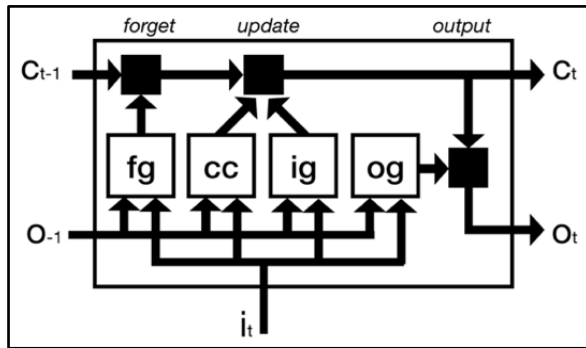 forget update output
Ct-1 Ct
fg cc ig og
O-1 Ot
it